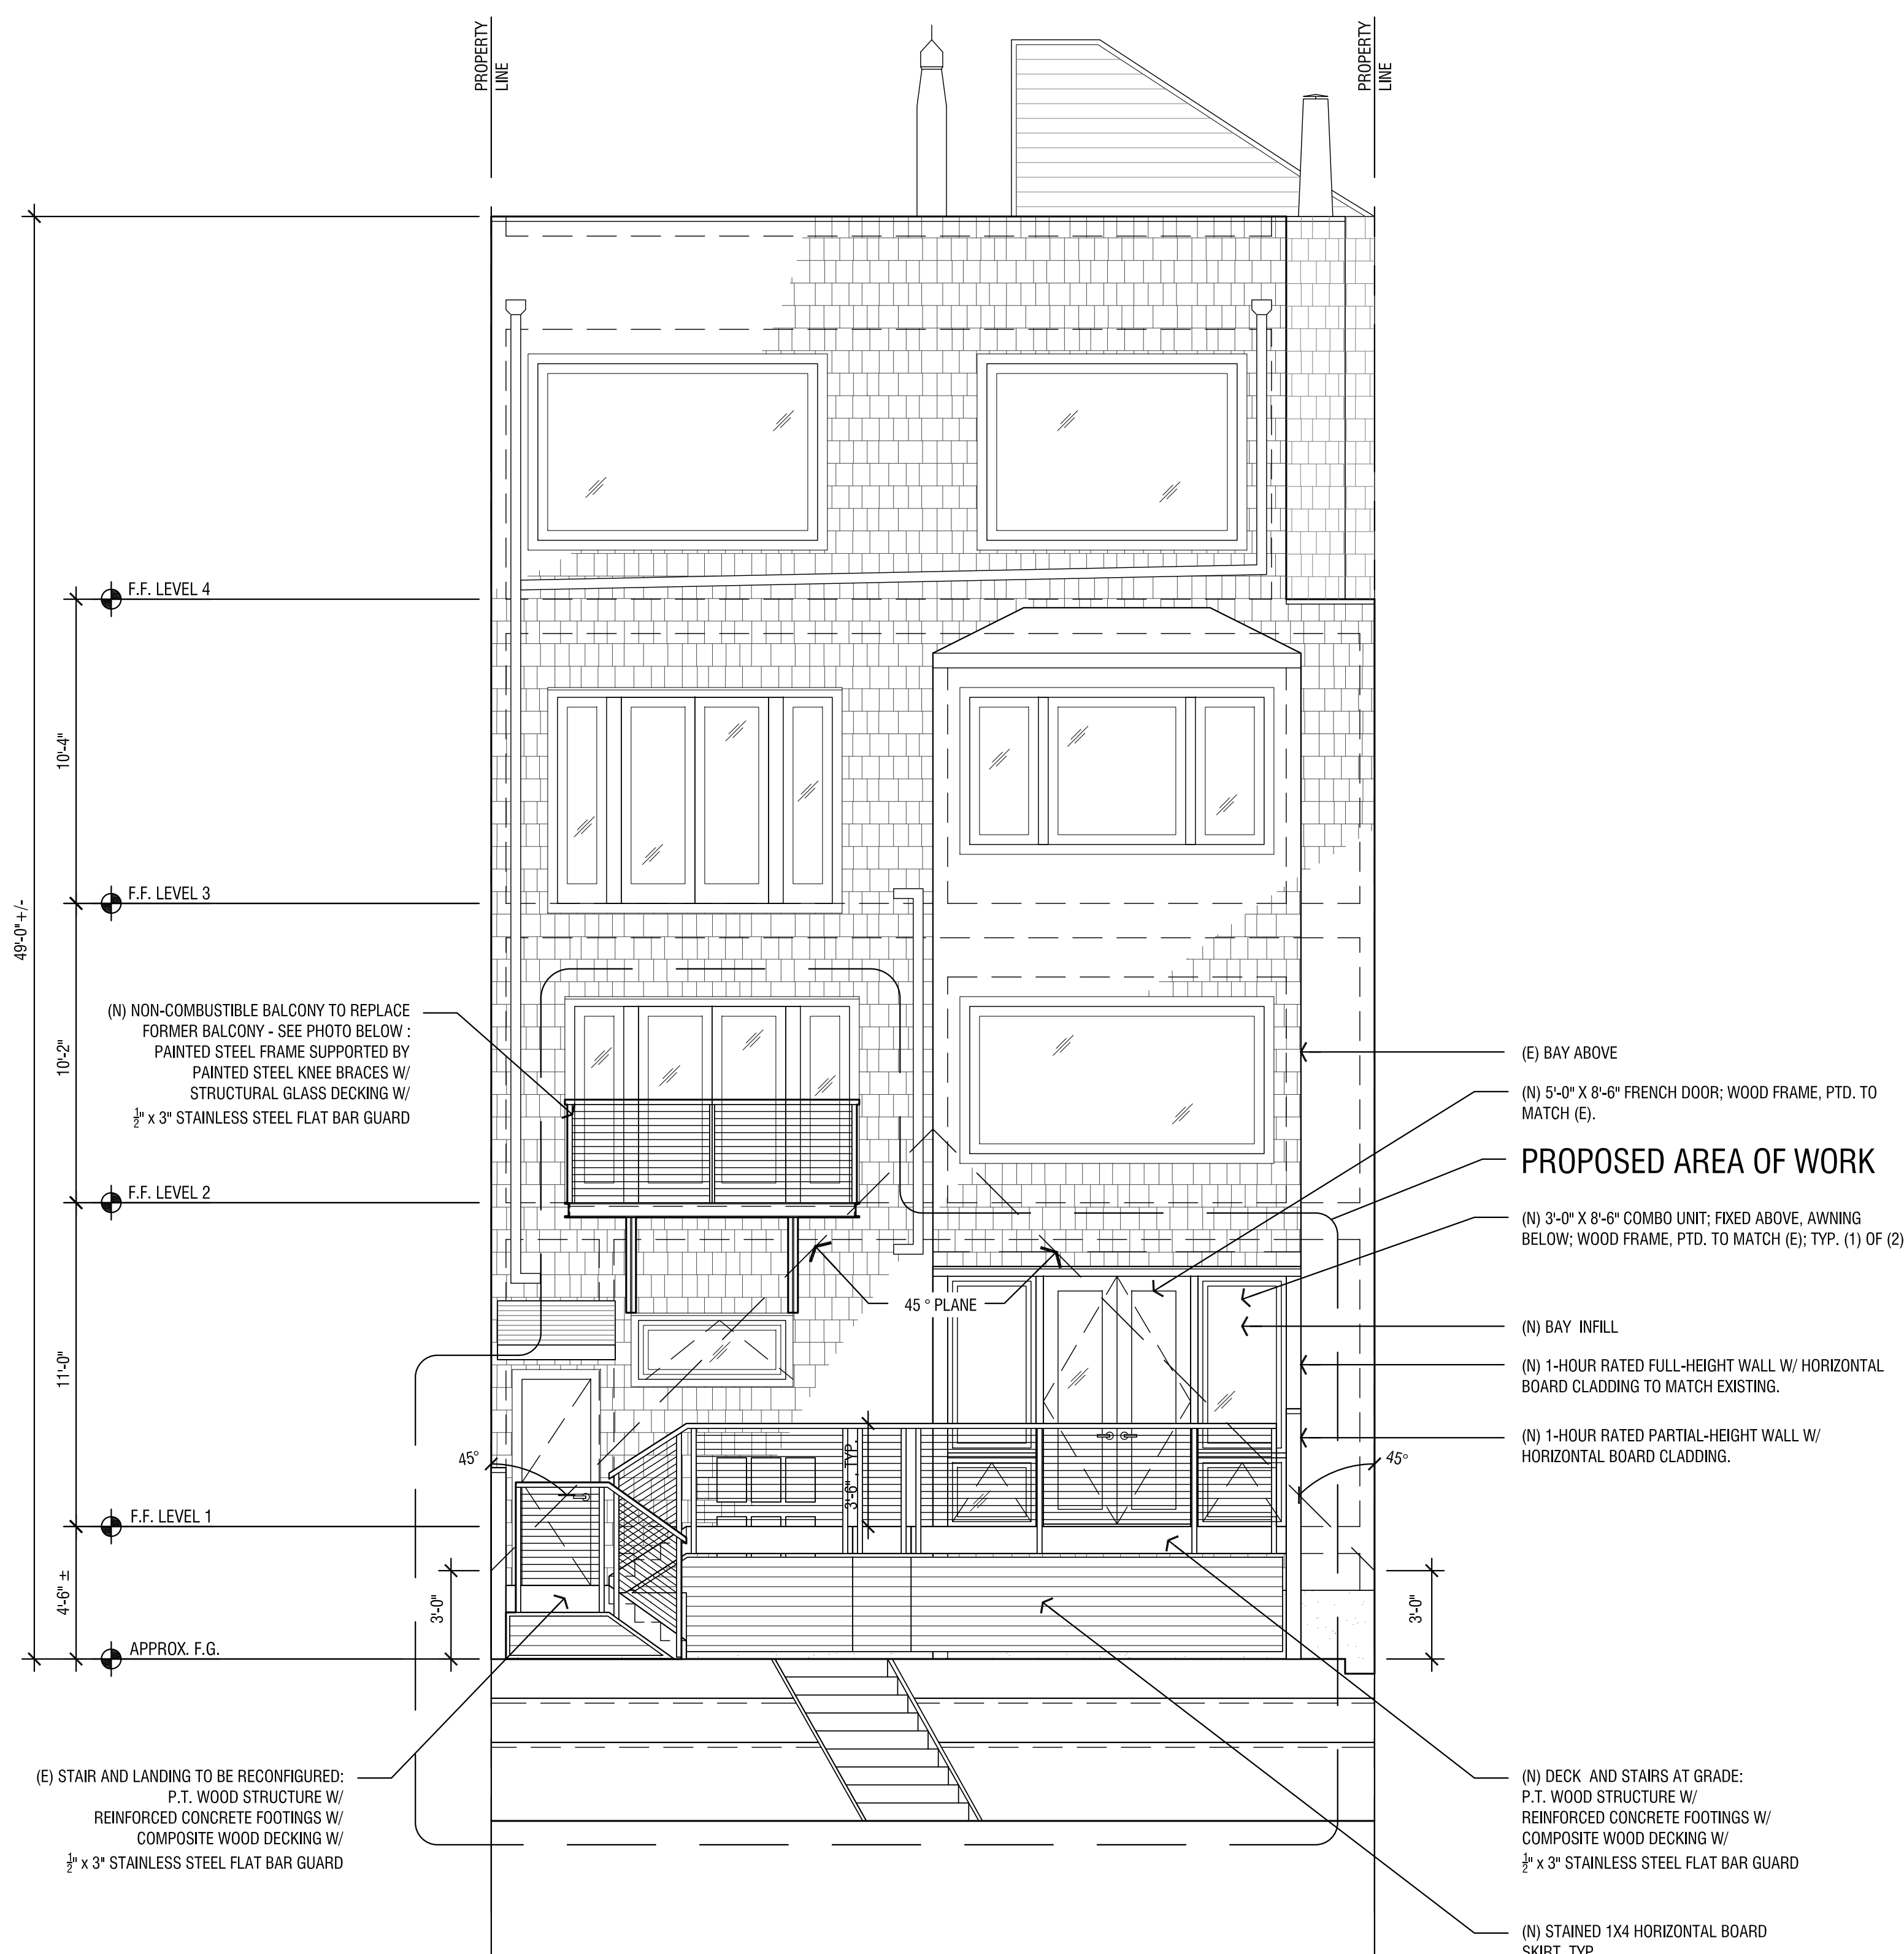 PROPERTY
LINE
PROPERTY
LINE
F.F. LEVEL 4
10'-4"
F.F. LEVEL 3
49'-0"+/-
(N) NON-COMBUSTIBLE BALCONY TO REPLACE
FORMER BALCONY - SEE PHOTO BELOW :
PAINTED STEEL FRAME SUPPORTED BY
PAINTED STEEL KNEE BRACES W/
STRUCTURAL GLASS DECKING W/
1/2" x 3" STAINLESS STEEL FLAT BAR GUARD
10'-2"
F.F. LEVEL 2
11'-0"
F.F. LEVEL 1
4'-6" ±
APPROX. F.G.
3'-0"
45°
45 ° PLANE
3'-6", TYP.
45°
3'-0"
(E) BAY ABOVE
(N) 5'-0" X 8'-6" FRENCH DOOR; WOOD FRAME, PTD. TO
MATCH (E).
PROPOSED AREA OF WORK
(N) 3'-0" X 8'-6" COMBO UNIT; FIXED ABOVE, AWNING
BELOW; WOOD FRAME, PTD. TO MATCH (E); TYP. (1) OF (2)
(N) BAY INFILL
(N) 1-HOUR RATED FULL-HEIGHT WALL W/ HORIZONTAL
BOARD CLADDING TO MATCH EXISTING.
(N) 1-HOUR RATED PARTIAL-HEIGHT WALL W/
HORIZONTAL BOARD CLADDING.
(E) STAIR AND LANDING TO BE RECONFIGURED:
P.T. WOOD STRUCTURE W/
REINFORCED CONCRETE FOOTINGS W/
COMPOSITE WOOD DECKING W/
1/2" x 3" STAINLESS STEEL FLAT BAR GUARD
(N) DECK AND STAIRS AT GRADE:
P.T. WOOD STRUCTURE W/
REINFORCED CONCRETE FOOTINGS W/
COMPOSITE WOOD DECKING W/
1/2" x 3" STAINLESS STEEL FLAT BAR GUARD
(N) STAINED 1X4 HORIZONTAL BOARD
SKIRT, TYP.